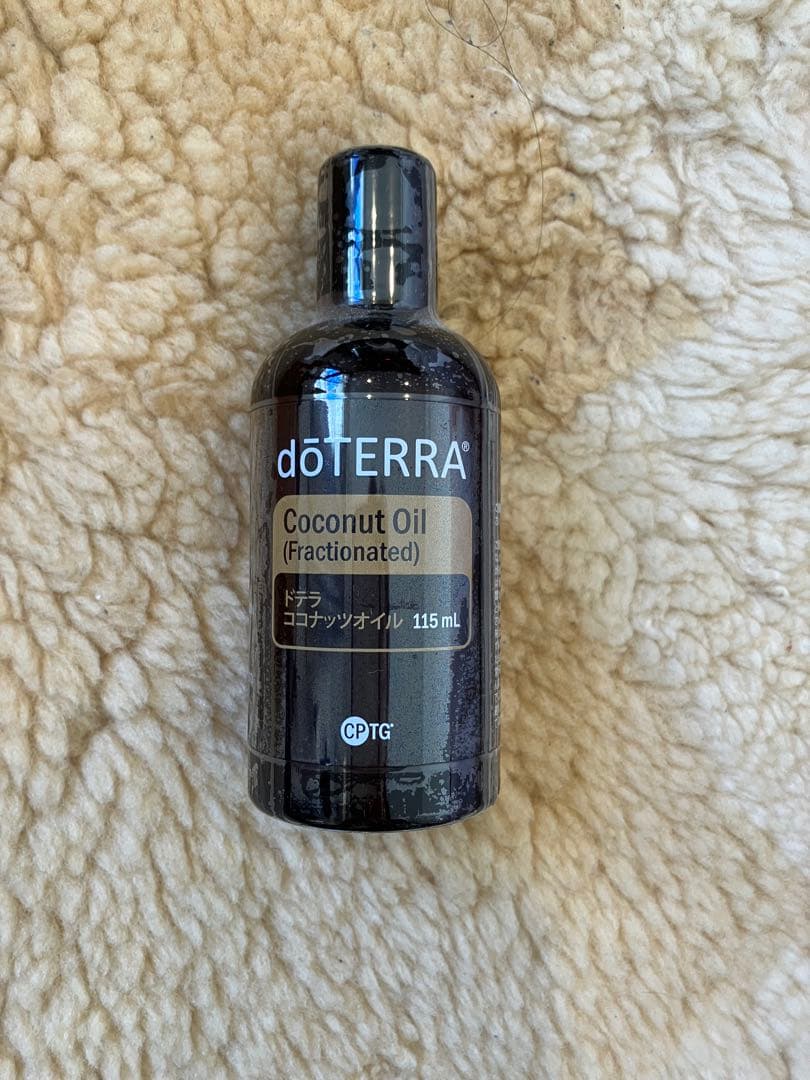 dōTERRA®
Coconut Oil
(Fractionated)
ドテラ
ココナッツオイル 115 mL
CPTG®